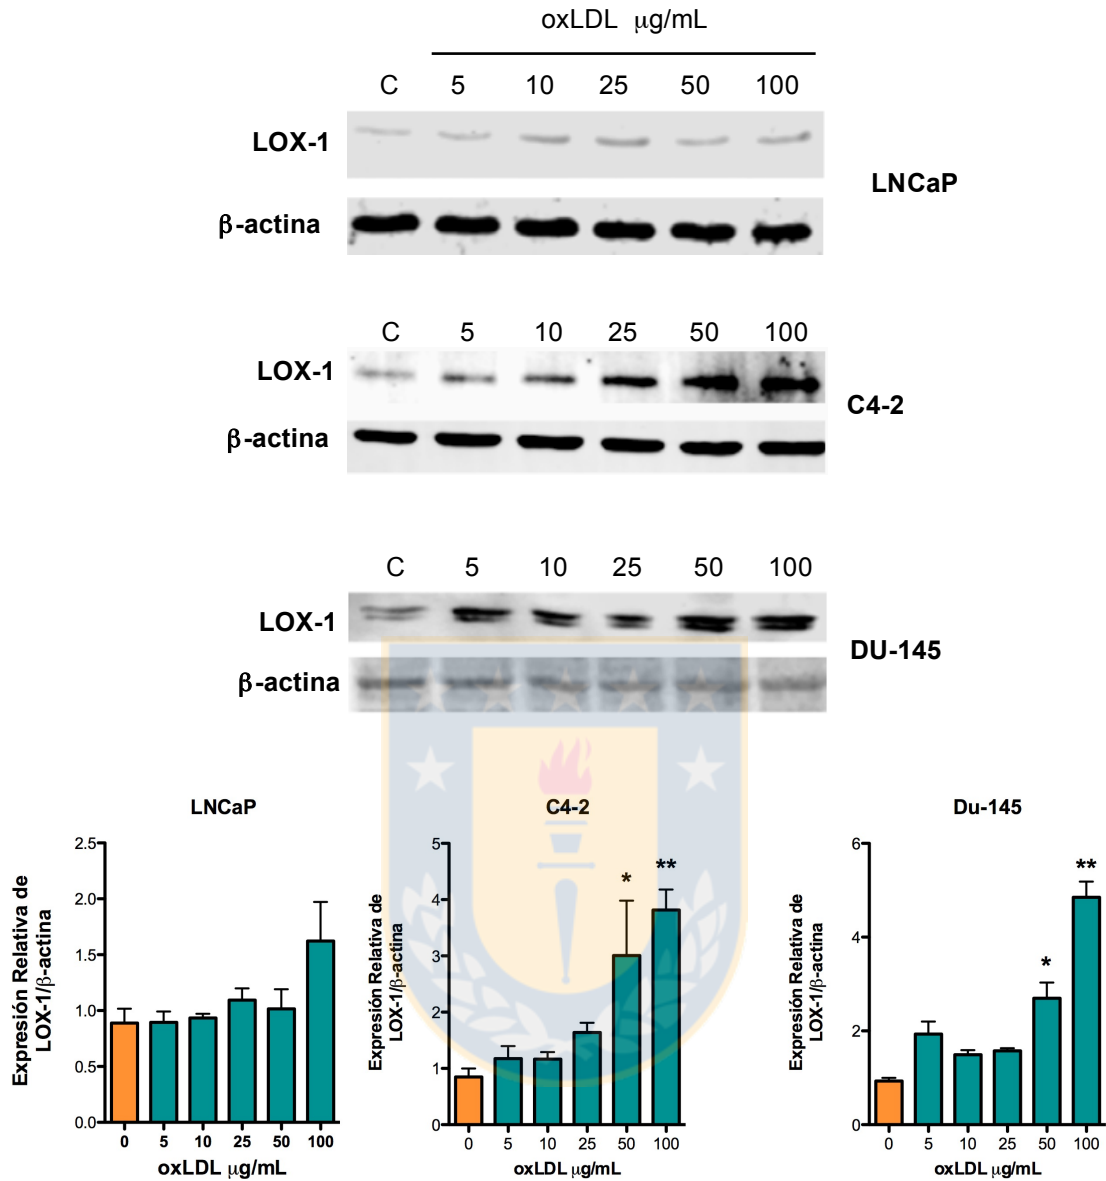 oxLDL μg/mL
C 5 10 25 50 100
LOX-1
LNCaP
β-actina
C 5 10 25 50 100
LOX-1
C4-2
β-actina
C 5 10 25 50 100
LOX-1
DU-145
β-actina
LNCaP
Expresión Relativa de
LOX-1/β-actina
2.5
2.0
1.5
1.0
0.5
0.0
0 5 10 25 50 100
oxLDL μg/mL
C4-2
Expresión Relativa de
LOX-1/β-actina
5
4
3
2
1
0
* **
0 5 10 25 50 100
oxLDL μg/mL
Du-145
Expresión Relativa de
LOX-1/β-actina
6
4
2
0
* **
0 5 10 25 50 100
oxLDL μg/mL